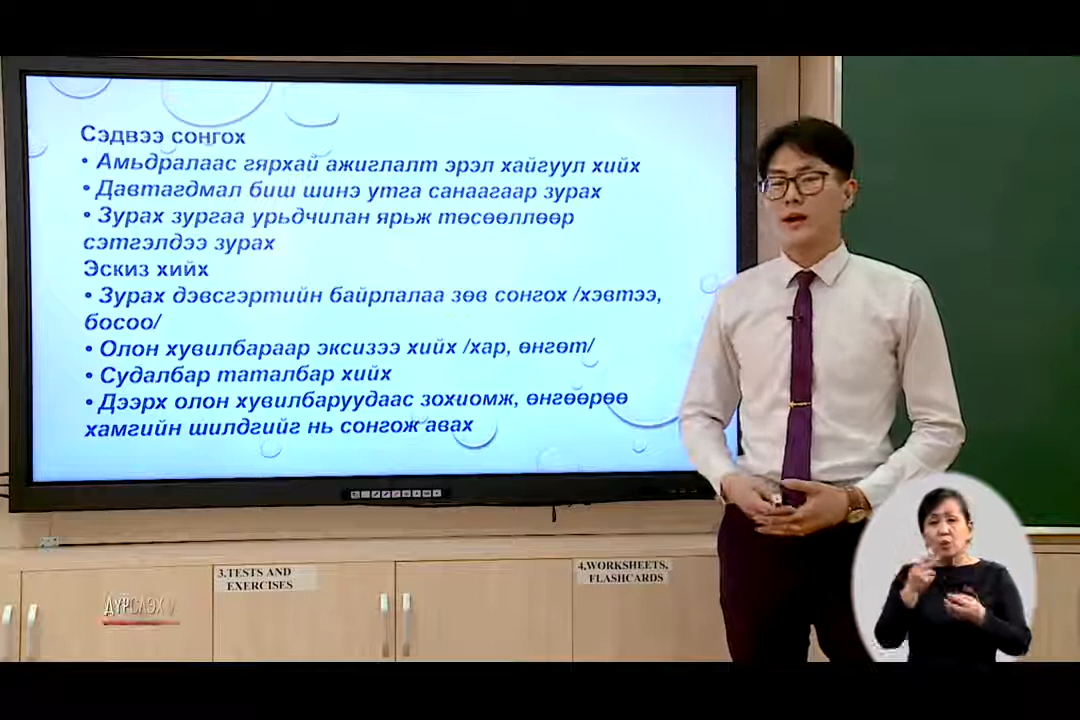 Сэдвээ сонгох
• Амьдралаас гярхай ажиглалт эрэл хайгуул хийх
• Давтагдмал биш шинэ утга санаагаар зурах
• Зурах зургаа урьдчилан ярьж төсөөллөөр
сэтгэлдээ зурах
Эскиз хийх
• Зурах дэвсгэртийн байрлалаа зөв сонгох /хэвтээ,
босоо/
• Олон хувилбараар эксизээ хийх /хар, өнгөт/
• Судалбар таталбар хийх
• Дээрх олон хувилбаруудаас зохиомж, өнгөөрөө
хамгийн шилдгийг нь сонгож авах
3.TESTS AND
EXERCISES
4,WORKSHEETS,
FLASHCARDS
ДҮРСЛЭХ V